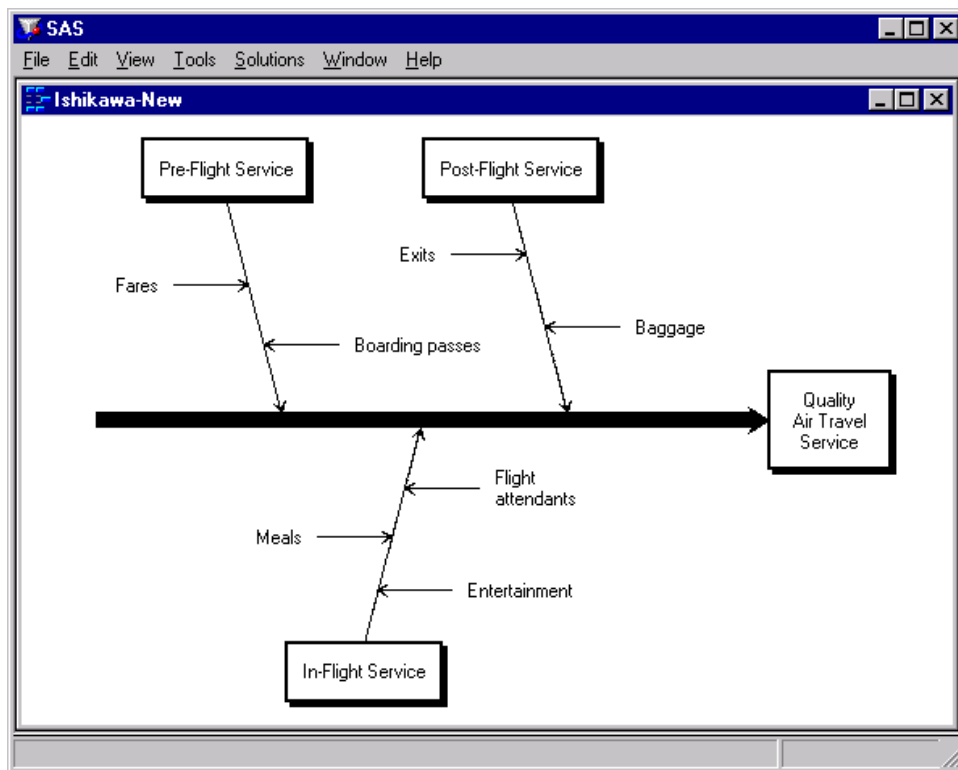 SAS
File Edit View Tools Solutions Window Help
Ishikawa-New
Pre-Flight Service
Post-Flight Service
Exits
Fares
Baggage
Boarding passes
Quality
Air Travel
Service
Flight
attendants
Meals
Entertainment
In-Flight Service